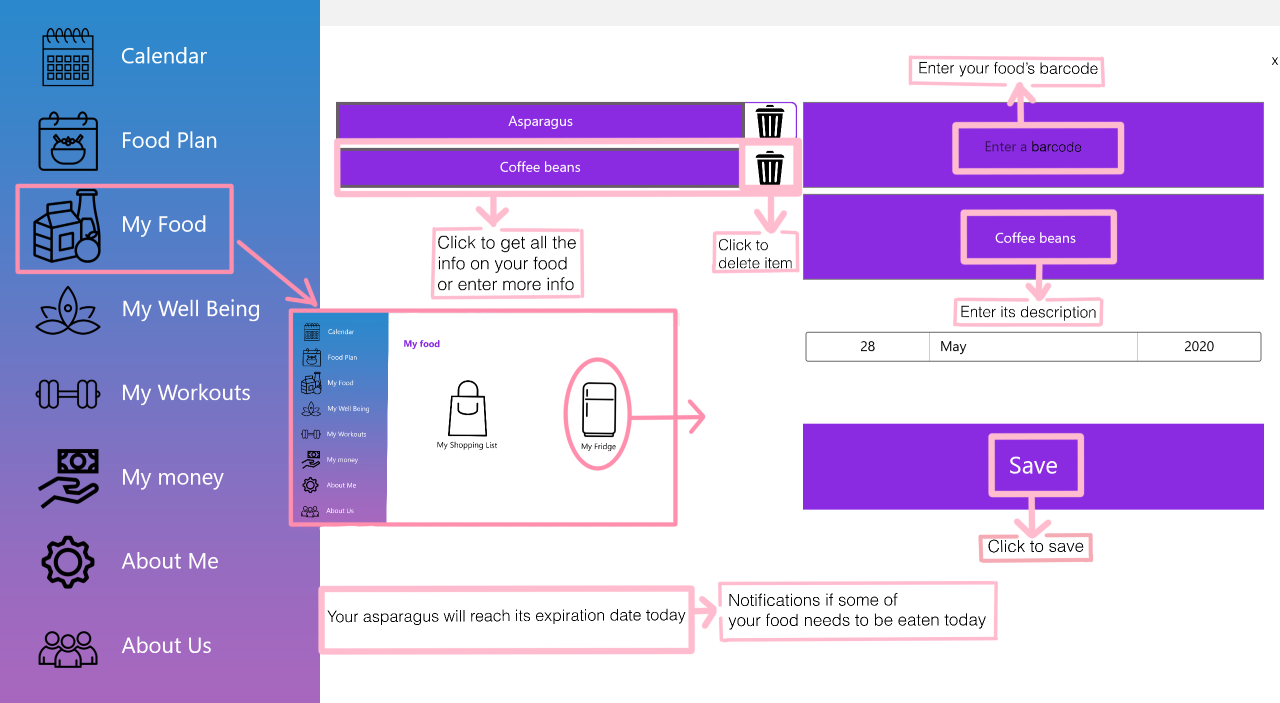 Calendar
Food Plan
My Food
My Well Being
My Workouts
My money
About Me
About Us
Asparagus
Coffee beans
Click to get all the
info on your food
or enter more info
Click to
delete item
Enter your food's barcode
x
Enter a barcode
Coffee beans
Enter its description
28 May 2020
Save
Click to save
Calendar
Food Plan
My Food
My Well Being
My Workouts
My money
About Me
About Us
My food
My Shopping List
My Fridge
Your asparagus will reach its expiration date today
Notifications if some of
your food needs to be eaten today